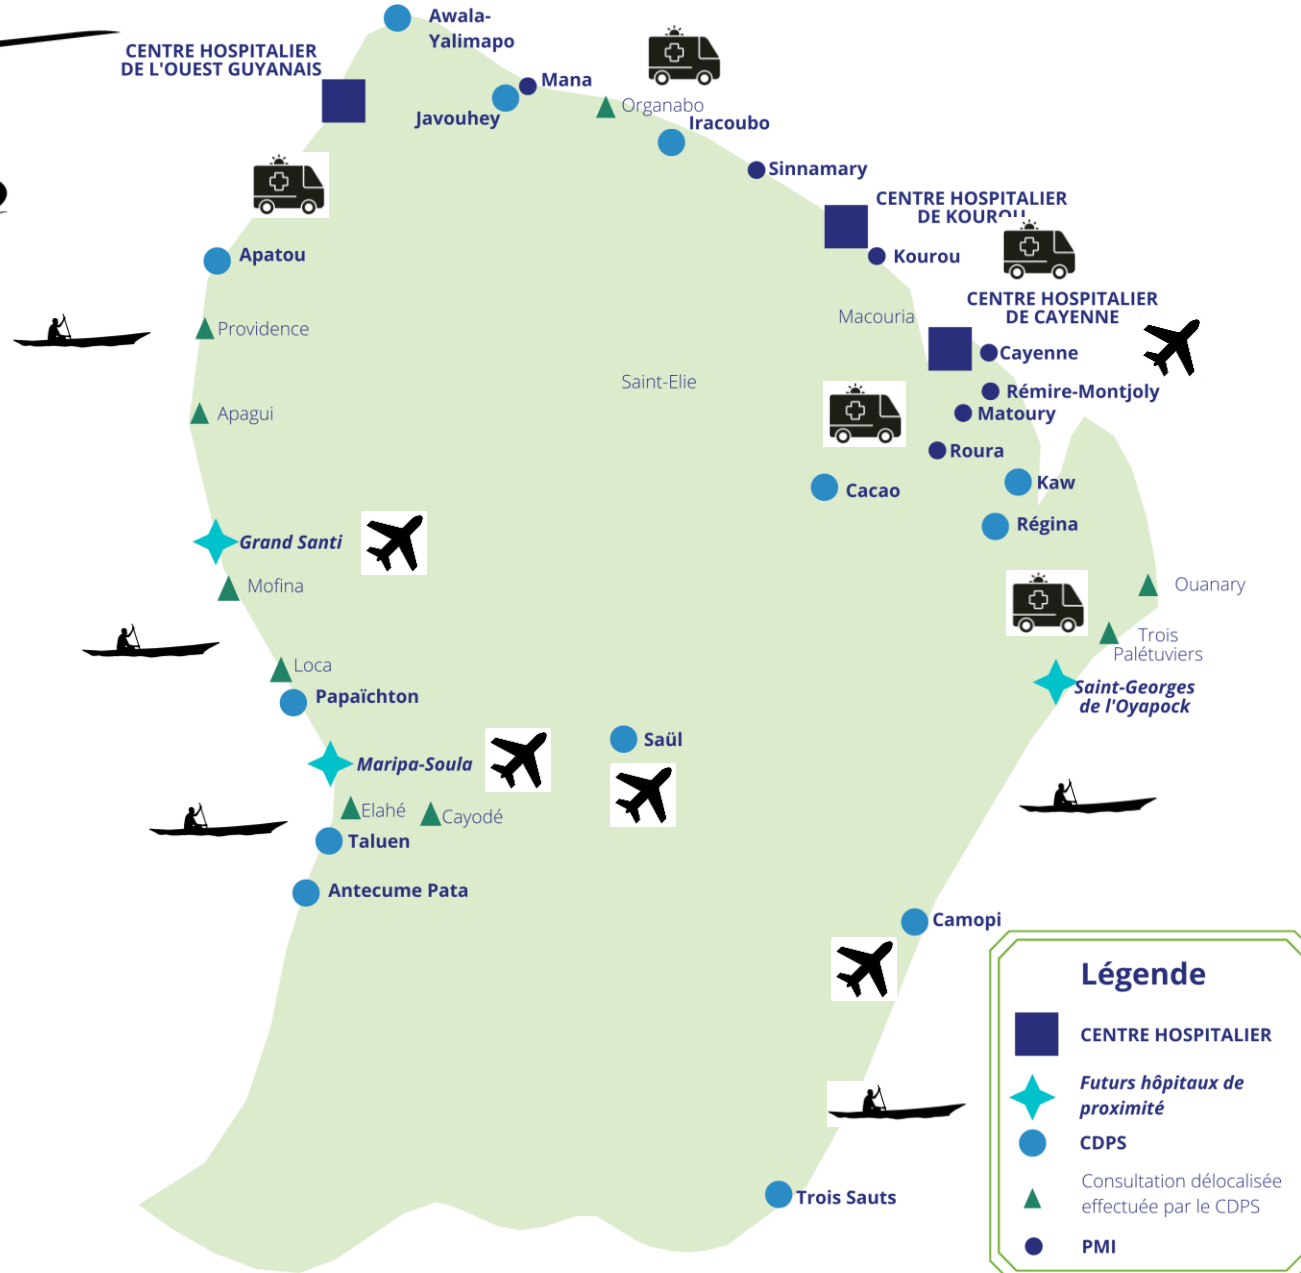 Awala-
Yalimapo
CENTRE HOSPITALIER
DE L'OUEST GUYANAIS
Mana
Javouhey
Organabo
Iracoubo
Sinnamary
CENTRE HOSPITALIER
DE KOUROU
Kourou
Apatou
CENTRE HOSPITALIER
DE CAYENNE
Macouria
Providence
Cayenne
Saint-Elie
Rémire-Montjoly
Matoury
Apagui
Roura
Kaw
Cacao
Régina
Grand Santi
Mofina
Ouanary
Trois
Palétuviers
Loca
Saint-Georges
de l'Oyapock
Papaïchton
Saül
Maripa-Soula
Elahé
Cayodé
Taluen
Antecume Pata
Camopi
Trois Sauts
Légende
CENTRE HOSPITALIER
Futurs hôpitaux de
proximité
CDPS
Consultation délocalisée
effectuée par le CDPS
PMI